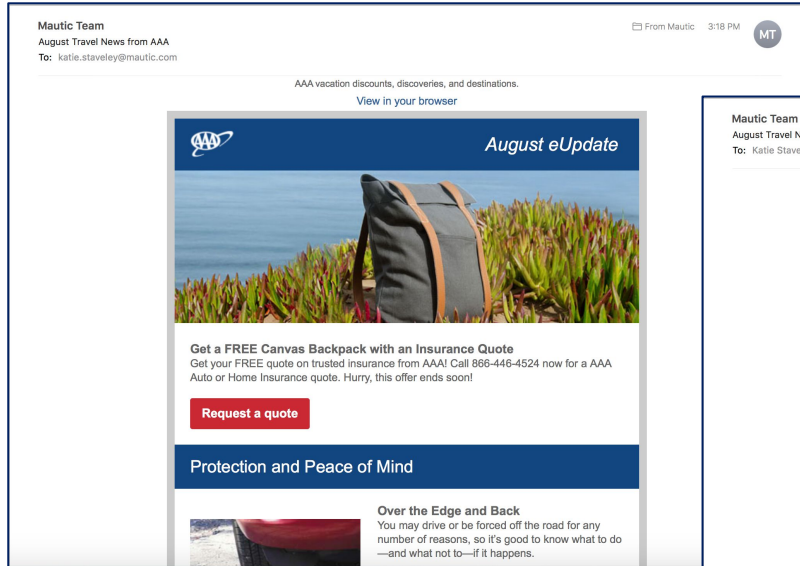 Mautic Team
From Mautic 3:18 PM
MT
August Travel News from AAA
To: katie.staveley@mautic.com
AAA vacation discounts, discoveries, and destinations.
View in your browser
AAA
August eUpdate
Get a FREE Canvas Backpack with an Insurance Quote
Get your FREE quote on trusted insurance from AAA! Call 866-446-4524 now for a AAA
Auto or Home Insurance quote. Hurry, this offer ends soon!
Request a quote
Protection and Peace of Mind
Over the Edge and Back
You may drive or be forced off the road for any
number of reasons, so it's good to know what to do
—and what not to—if it happens.
Mautic Team
August Travel N
To: Katie Stave